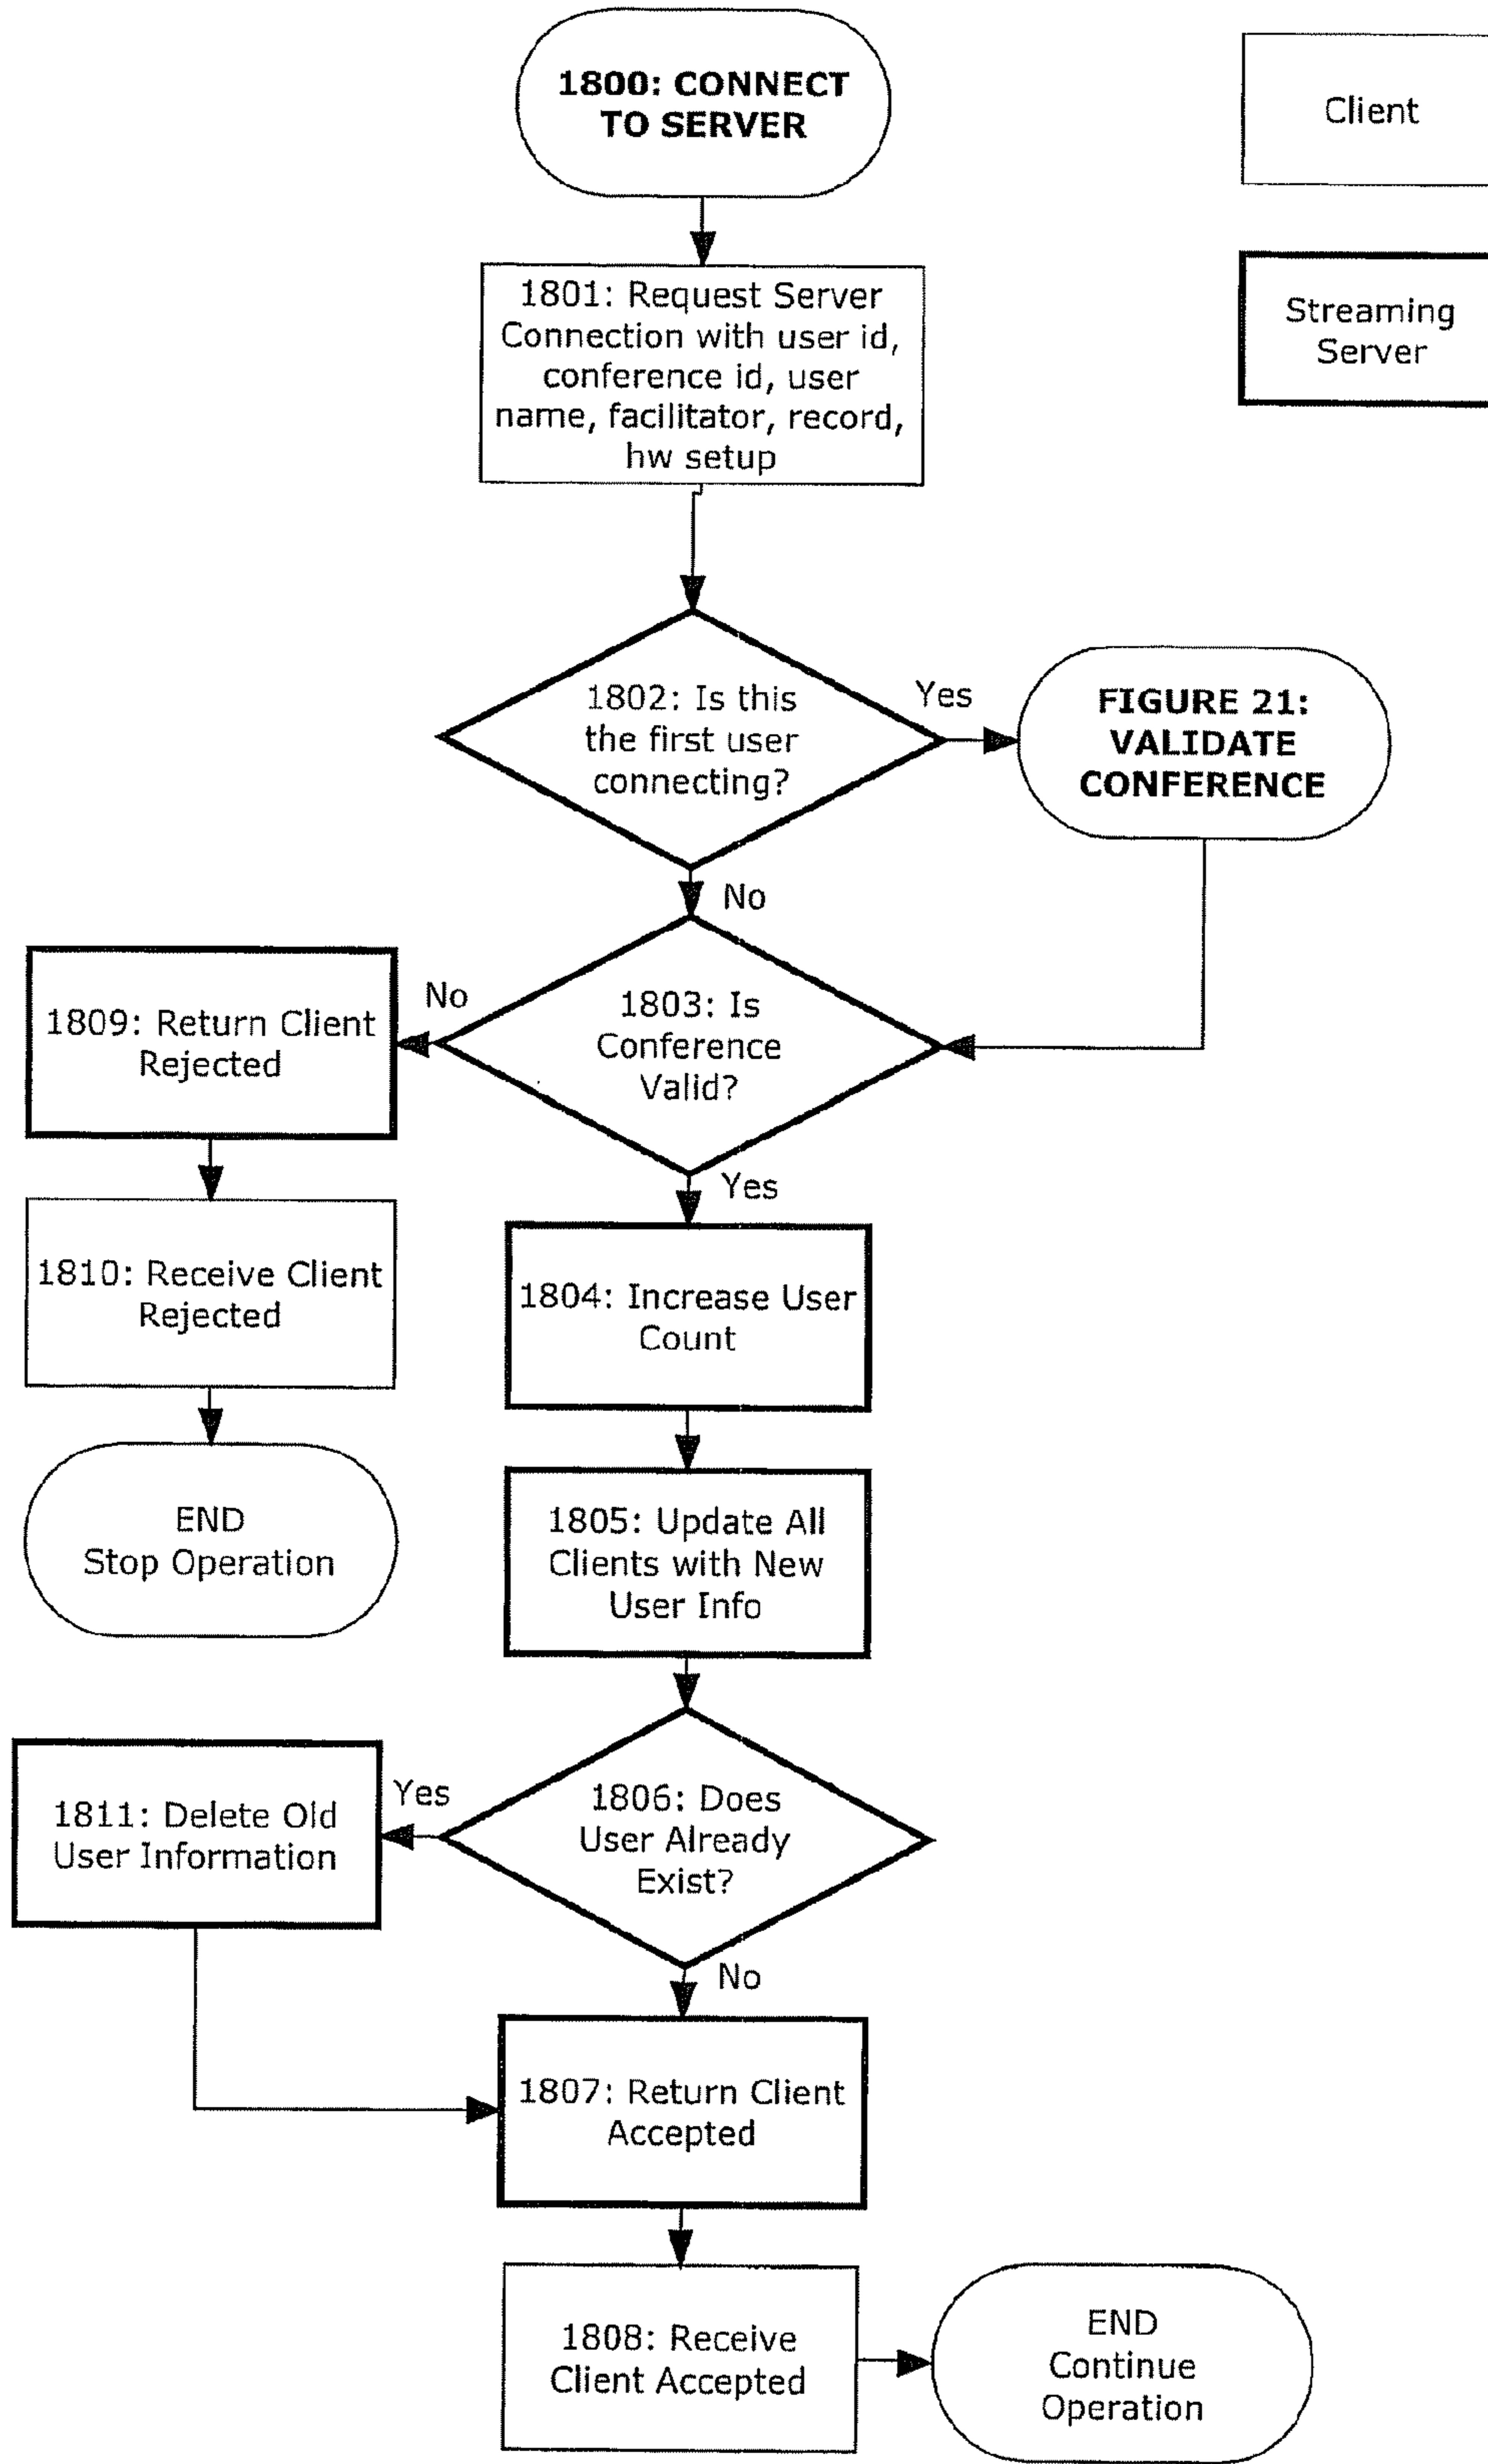 1800: CONNECT
TO SERVER
Client
1801: Request Server
Connection with user id,
conference id, user
name, facilitator, record,
hw setup
Streaming
Server
1802: Is this
the first user
connecting?
Yes
FIGURE 21:
VALIDATE
CONFERENCE
No
1803: Is
Conference
Valid?
No
1809: Return Client
Rejected
Yes
1810: Receive Client
Rejected
1804: Increase User
Count
END
Stop Operation
1805: Update All
Clients with New
User Info
1806: Does
User Already
Exist?
Yes
1811: Delete Old
User Information
No
1807: Return Client
Accepted
1808: Receive
Client Accepted
END
Continue
Operation